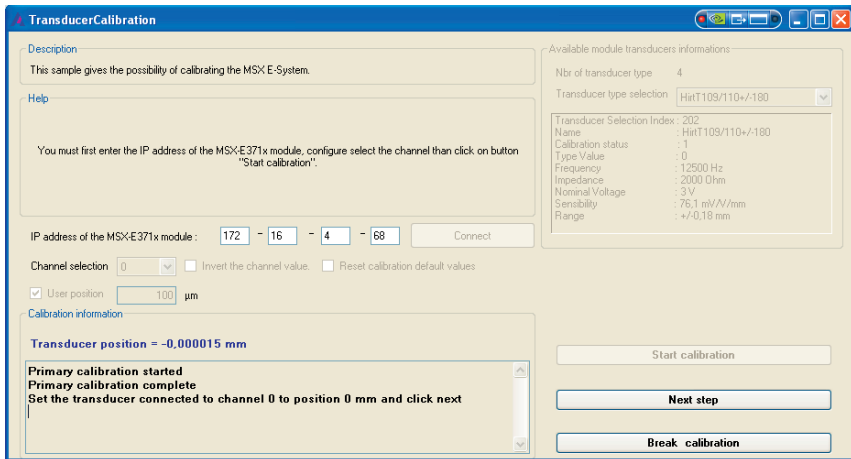 TransducerCalibration
Description
This sample gives the possibility of calibrating the MSX E-System.
Help
You must first enter the IP address of the MSX-E371x module, configure select the channel than click on button
"Start calibration".
IP address of the MSX-E371x module : 172 - 16 - 4 - 68 Connect
Channel selection 0 Invert the channel value. Reset calibration default values
User position 100 µm
Calibration information
Transducer position = -0,000015 mm
Primary calibration started
Primary calibration complete
Set the transducer connected to channel 0 to position 0 mm and click next
Available module transducers informations
Nbr of transducer type 4
Transducer type selection HirtT109/110+/-180
Transducer Selection Index : 202
Name : HirtT109/110+/-180
Calibration status : 1
Type Value : 0
Frequency : 12500 Hz
Impedance : 2000 Ohm
Nominal Voltage : 3 V
Sensibility : 76,1 mV/V/mm
Range : +/-0,18 mm
Start calibration
Next step
Break calibration